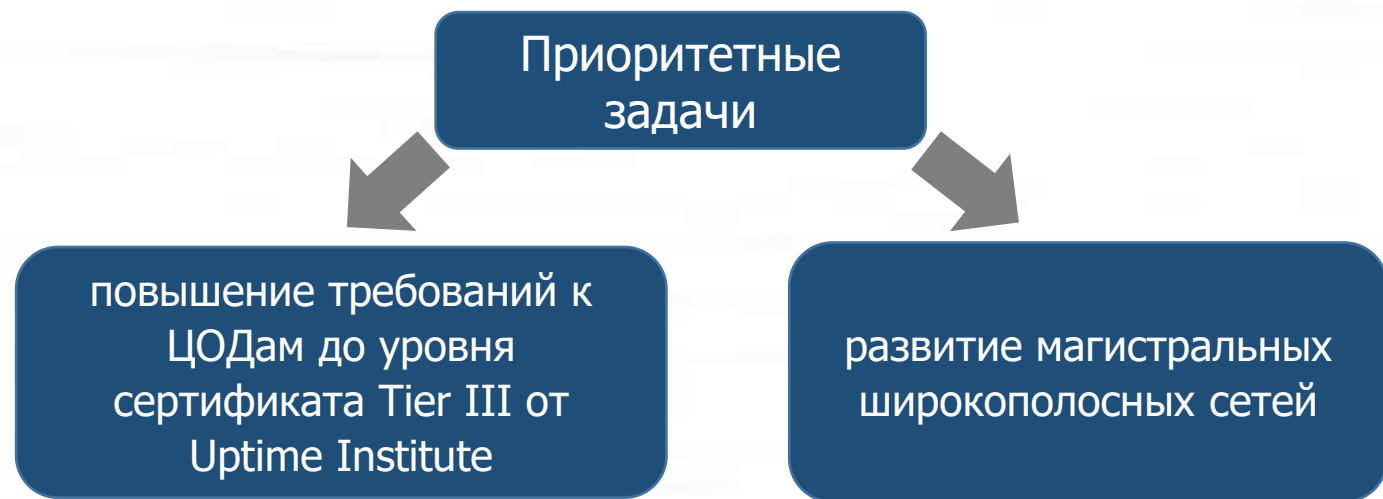 Приоритетные
задачи
повышение требований к
ЦОДам до уровня
сертификата Tier III от
Uptime Institute
развитие магистральных
широкополосных сетей